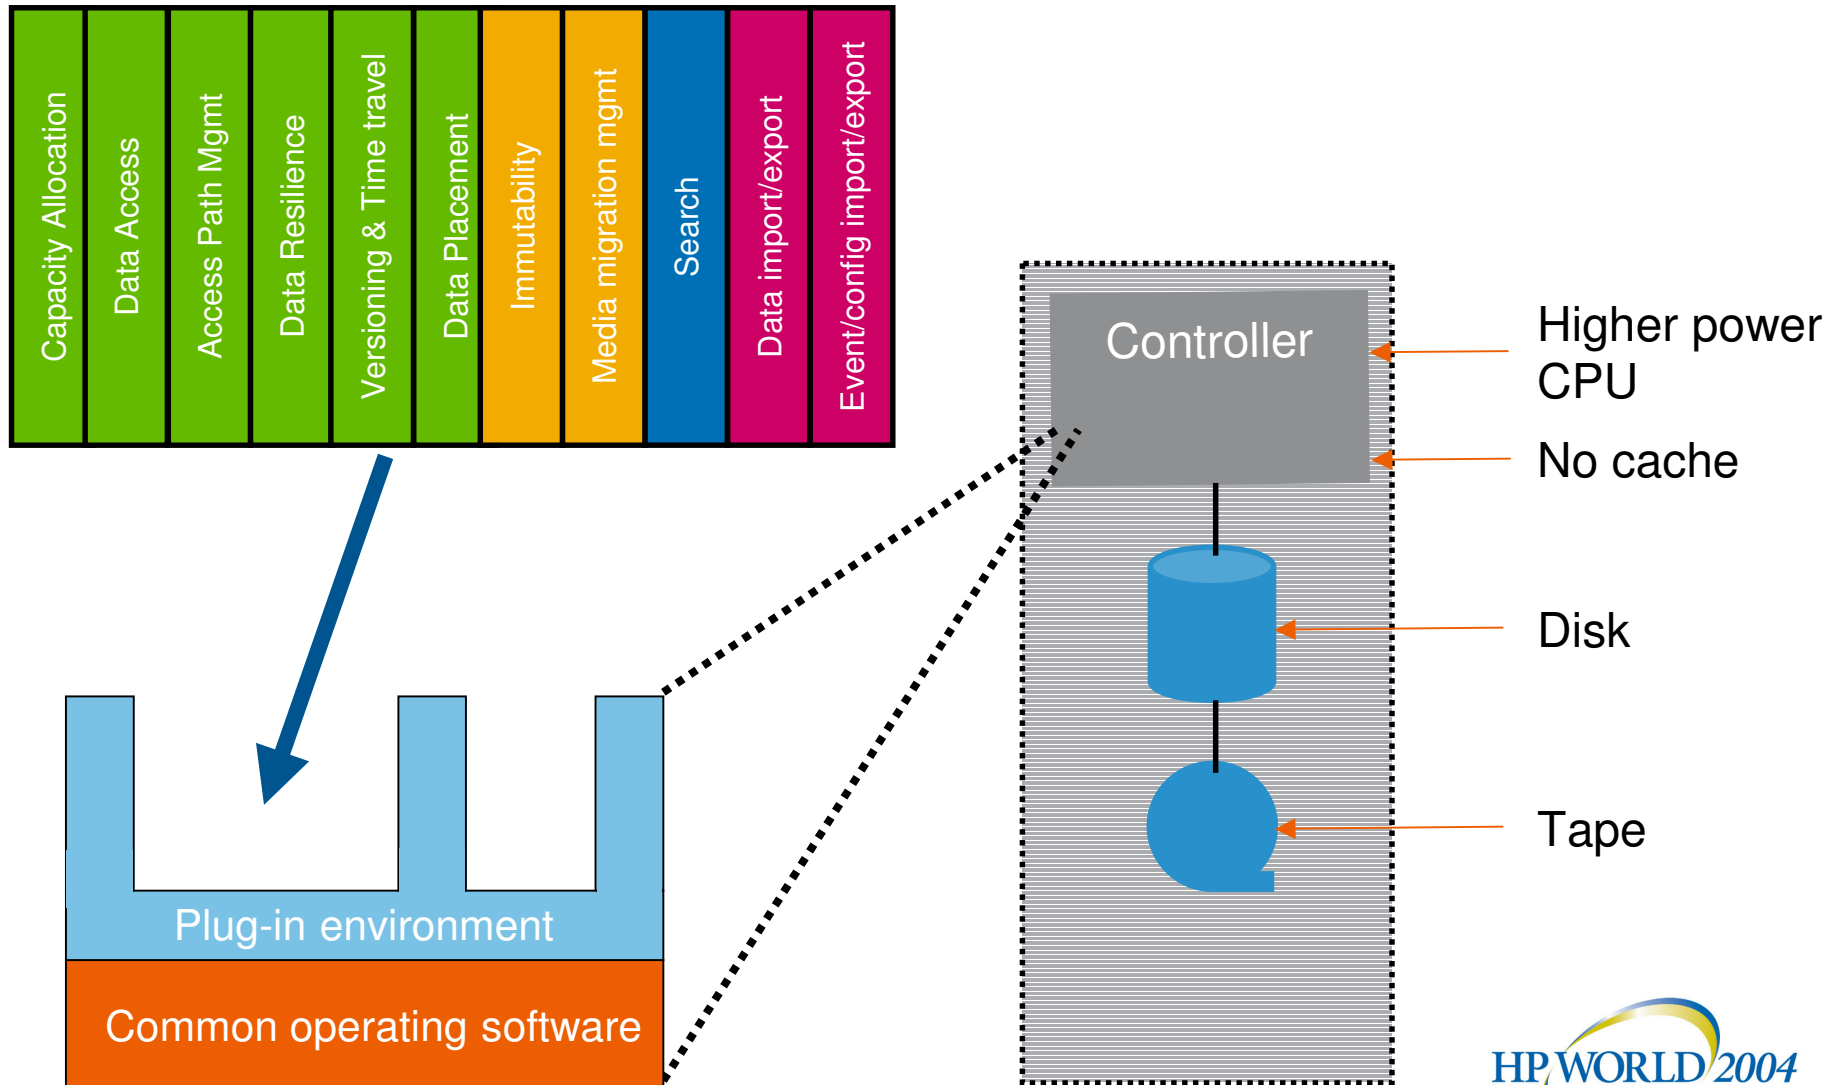 Capacity Allocation
Data Access
Access Path Mgmt
Data Resilience
Versioning & Time travel
Data Placement
Immutability
Media migration mgmt
Search
Data import/export
Event/config import/export
Controller
Higher power
CPU
No cache
Disk
Tape
Plug-in environment
Common operating software
HP WORLD 2004